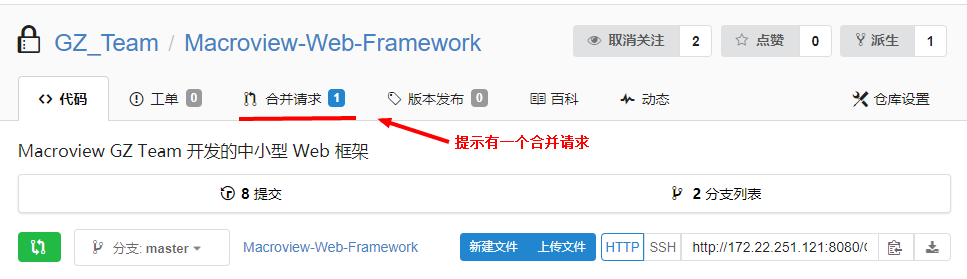 GZ_Team / Macroview-Web-Framework 取消关注 2 点赞 0 派生 1
代码 工单 0 合并请求 1 版本发布 0 百科 动态 仓库设置
提示有一个合并请求
Macroview GZ Team 开发的中小型 Web 框架
8 提交 2 分支列表
分支: master Macroview-Web-Framework 新建文件 上传文件 HTTP SSH http://172.22.251.121:8080/